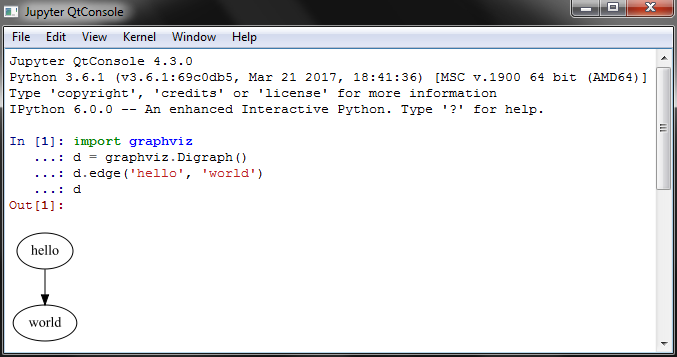 Jupyter QtConsole
File Edit View Kernel Window Help
Jupyter QtConsole 4.3.0
Python 3.6.1 (v3.6.1:69c0db5, Mar 21 2017, 18:41:36) [MSC v.1900 64 bit (AMD64)]
Type 'copyright', 'credits' or 'license' for more information
IPython 6.0.0 -- An enhanced Interactive Python. Type '?' for help.
In [1]: import graphviz
...: d = graphviz.Digraph()
...: d.edge('hello', 'world')
...: d
Out[1]:
hello
world